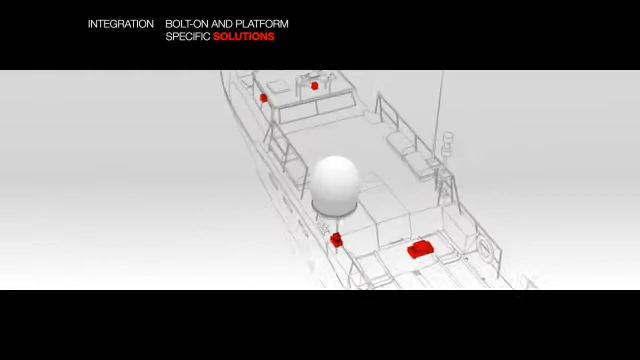 INTEGRATION BOLT-ON AND PLATFORM
SPECIFIC SOLUTIONS